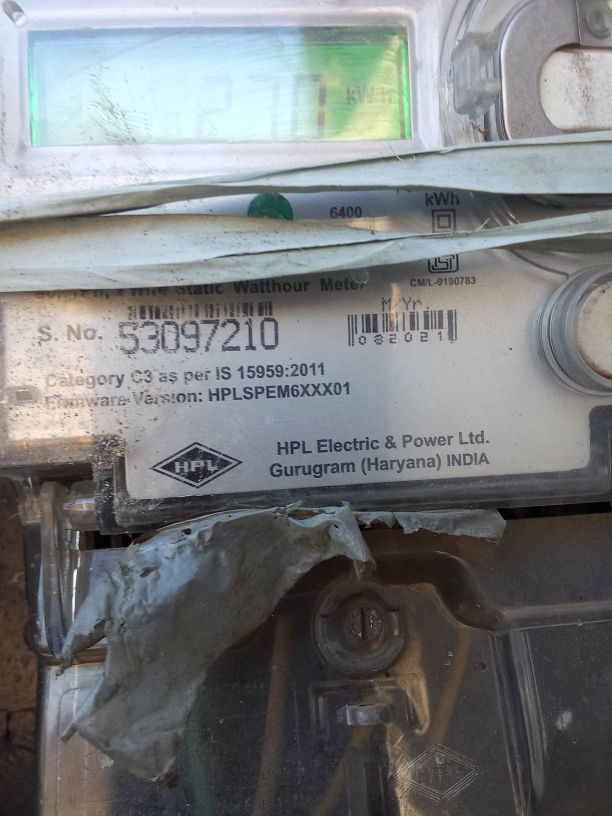 270 kWh
kWh
6400
CM/L-9190783
Static Watthour Meter
M/Yr
S. No. 53097210
082021
Category C3 as per IS 15959:2011
Firmware Version: HPLSPEM6XXX01
HPL
HPL Electric & Power Ltd.
Gurugram (Haryana) INDIA
HPL